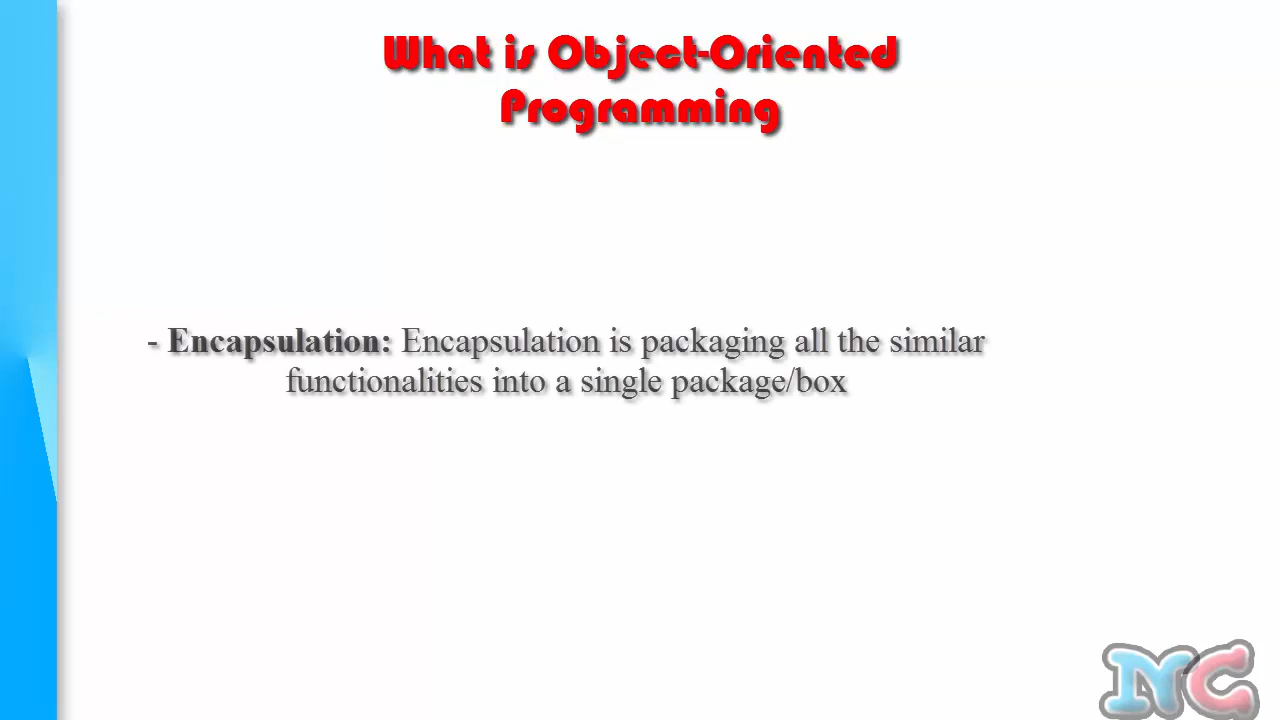 What is Object-Oriented
Programming
- Encapsulation: Encapsulation is packaging all the similar
functionalities into a single package/box
NC